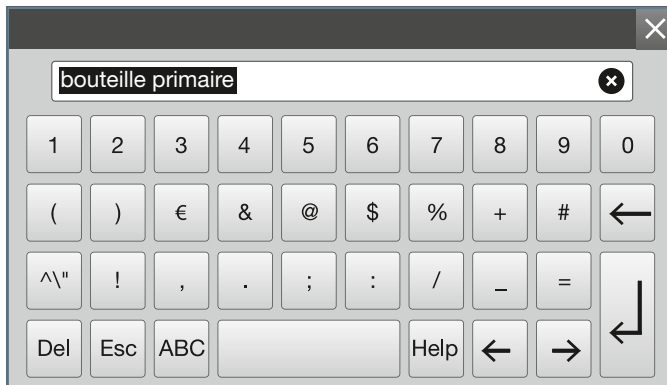 bouteille primaire
1 2 3 4 5 6 7 8 9 0
( ) € & @ $ % + # ←
^\" ! , . ; : / _ =
Del Esc ABC Help ← → ↵